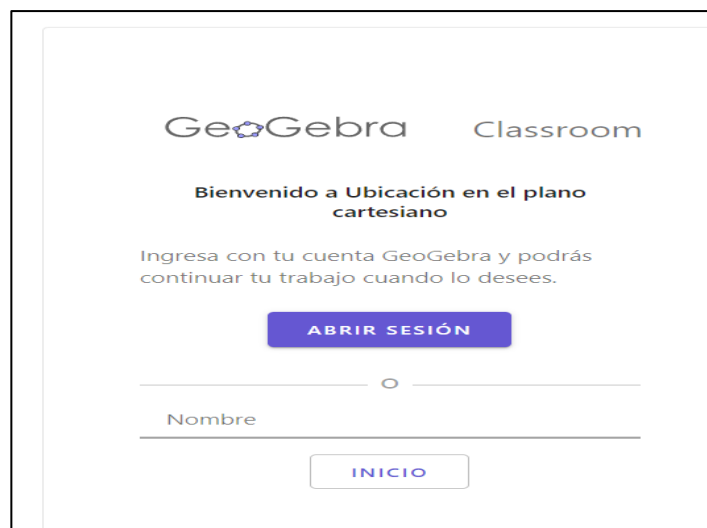 GeoGebra Classroom
Bienvenido a Ubicación en el plano
cartesiano
Ingresa con tu cuenta GeoGebra y podrás
continuar tu trabajo cuando lo desees.
ABRIR SESIÓN
O
Nombre
INICIO